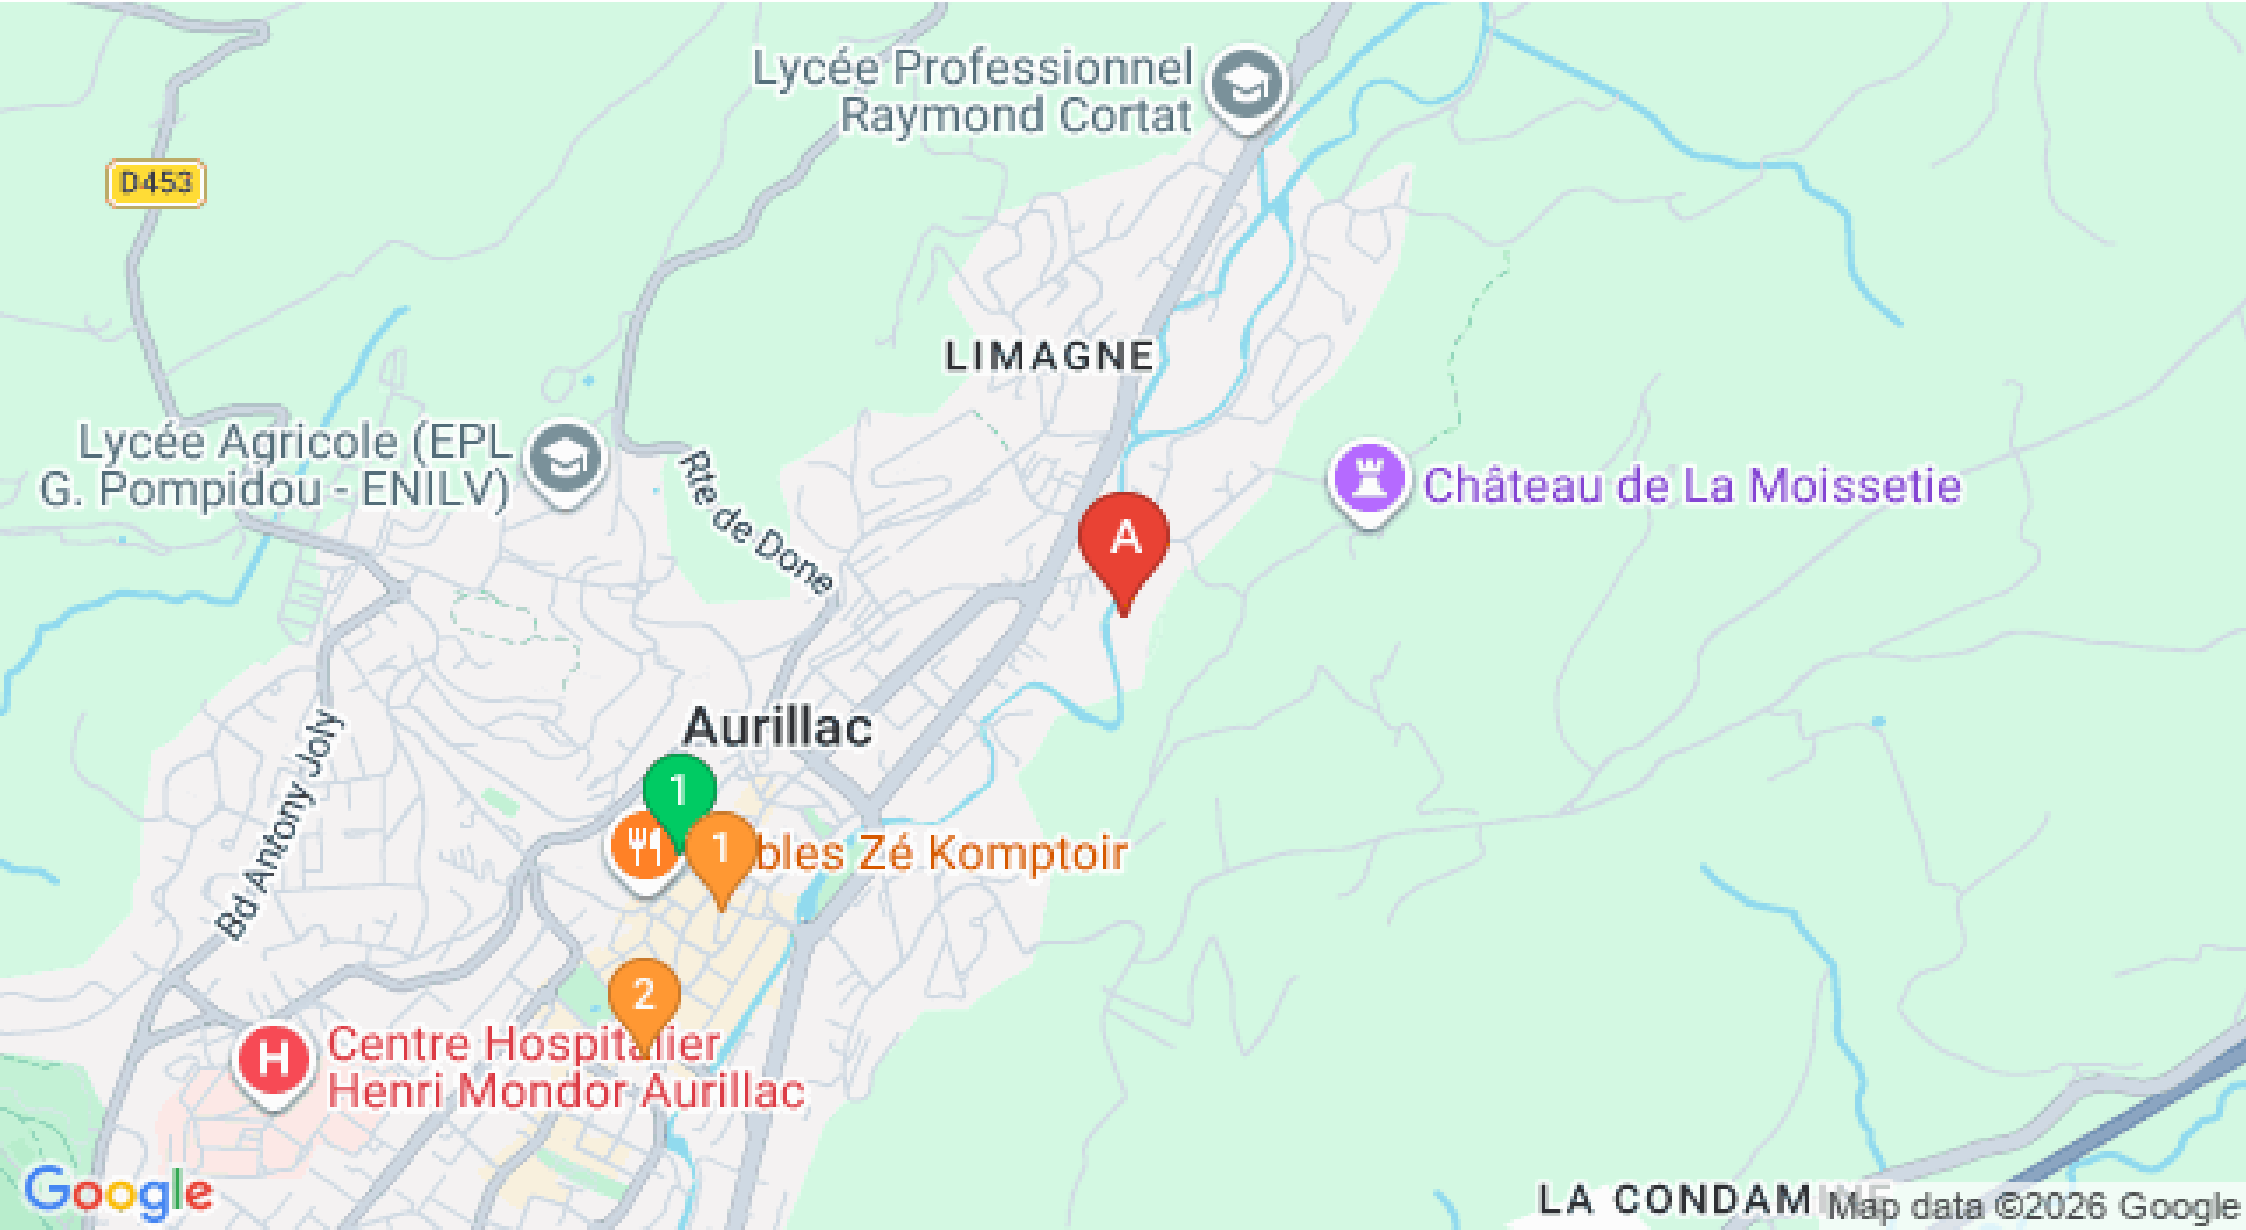 Lycée Professionnel
Raymond Cortat
D453
LIMAGNE
Lycée Agricole (EPL
G. Pompidou - ENILV)
Rte de Done
Château de La Moissetie
A
Aurillac
Bd Antony Joly
1
1
bles Zé Komptoir
2
H
Centre Hospitalier
Henri Mondor Aurillac
Google
LA CONDAMINE
Map data ©2026 Google